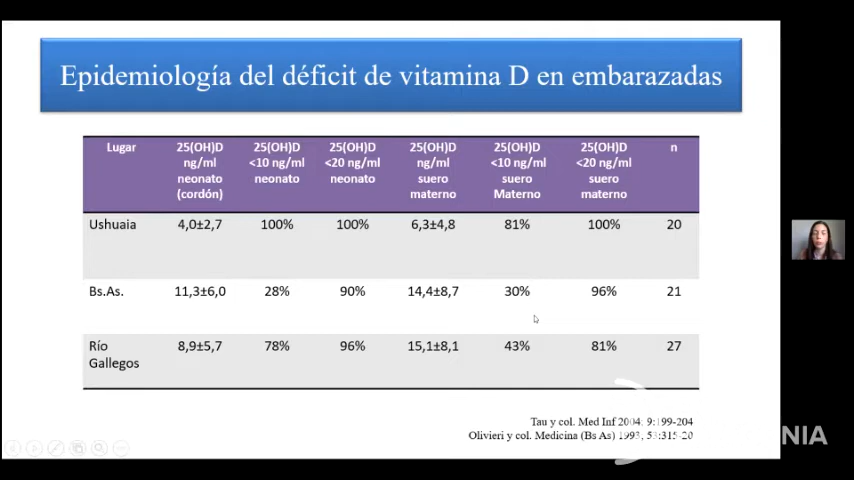 Epidemiología del déficit de vitamina D en embarazadas
Lugar 25(OH)D ng/ml neonato (cordón) 25(OH)D <10 ng/ml neonato 25(OH)D <20 ng/ml neonato 25(OH)D ng/ml suero materno 25(OH)D <10 ng/ml suero Materno 25(OH)D <20 ng/ml suero materno n
Ushuaia 4,0±2,7 100% 100% 6,3±4,8 81% 100% 20
Bs.As. 11,3±6,0 28% 90% 14,4±8,7 30% 96% 21
Río Gallegos 8,9±5,7 78% 96% 15,1±8,1 43% 81% 27
Tau y col. Med Inf 2004. 9:199-204
Olivieri y col. Medicina (Bs As) 1993, 53:315-20
NIA